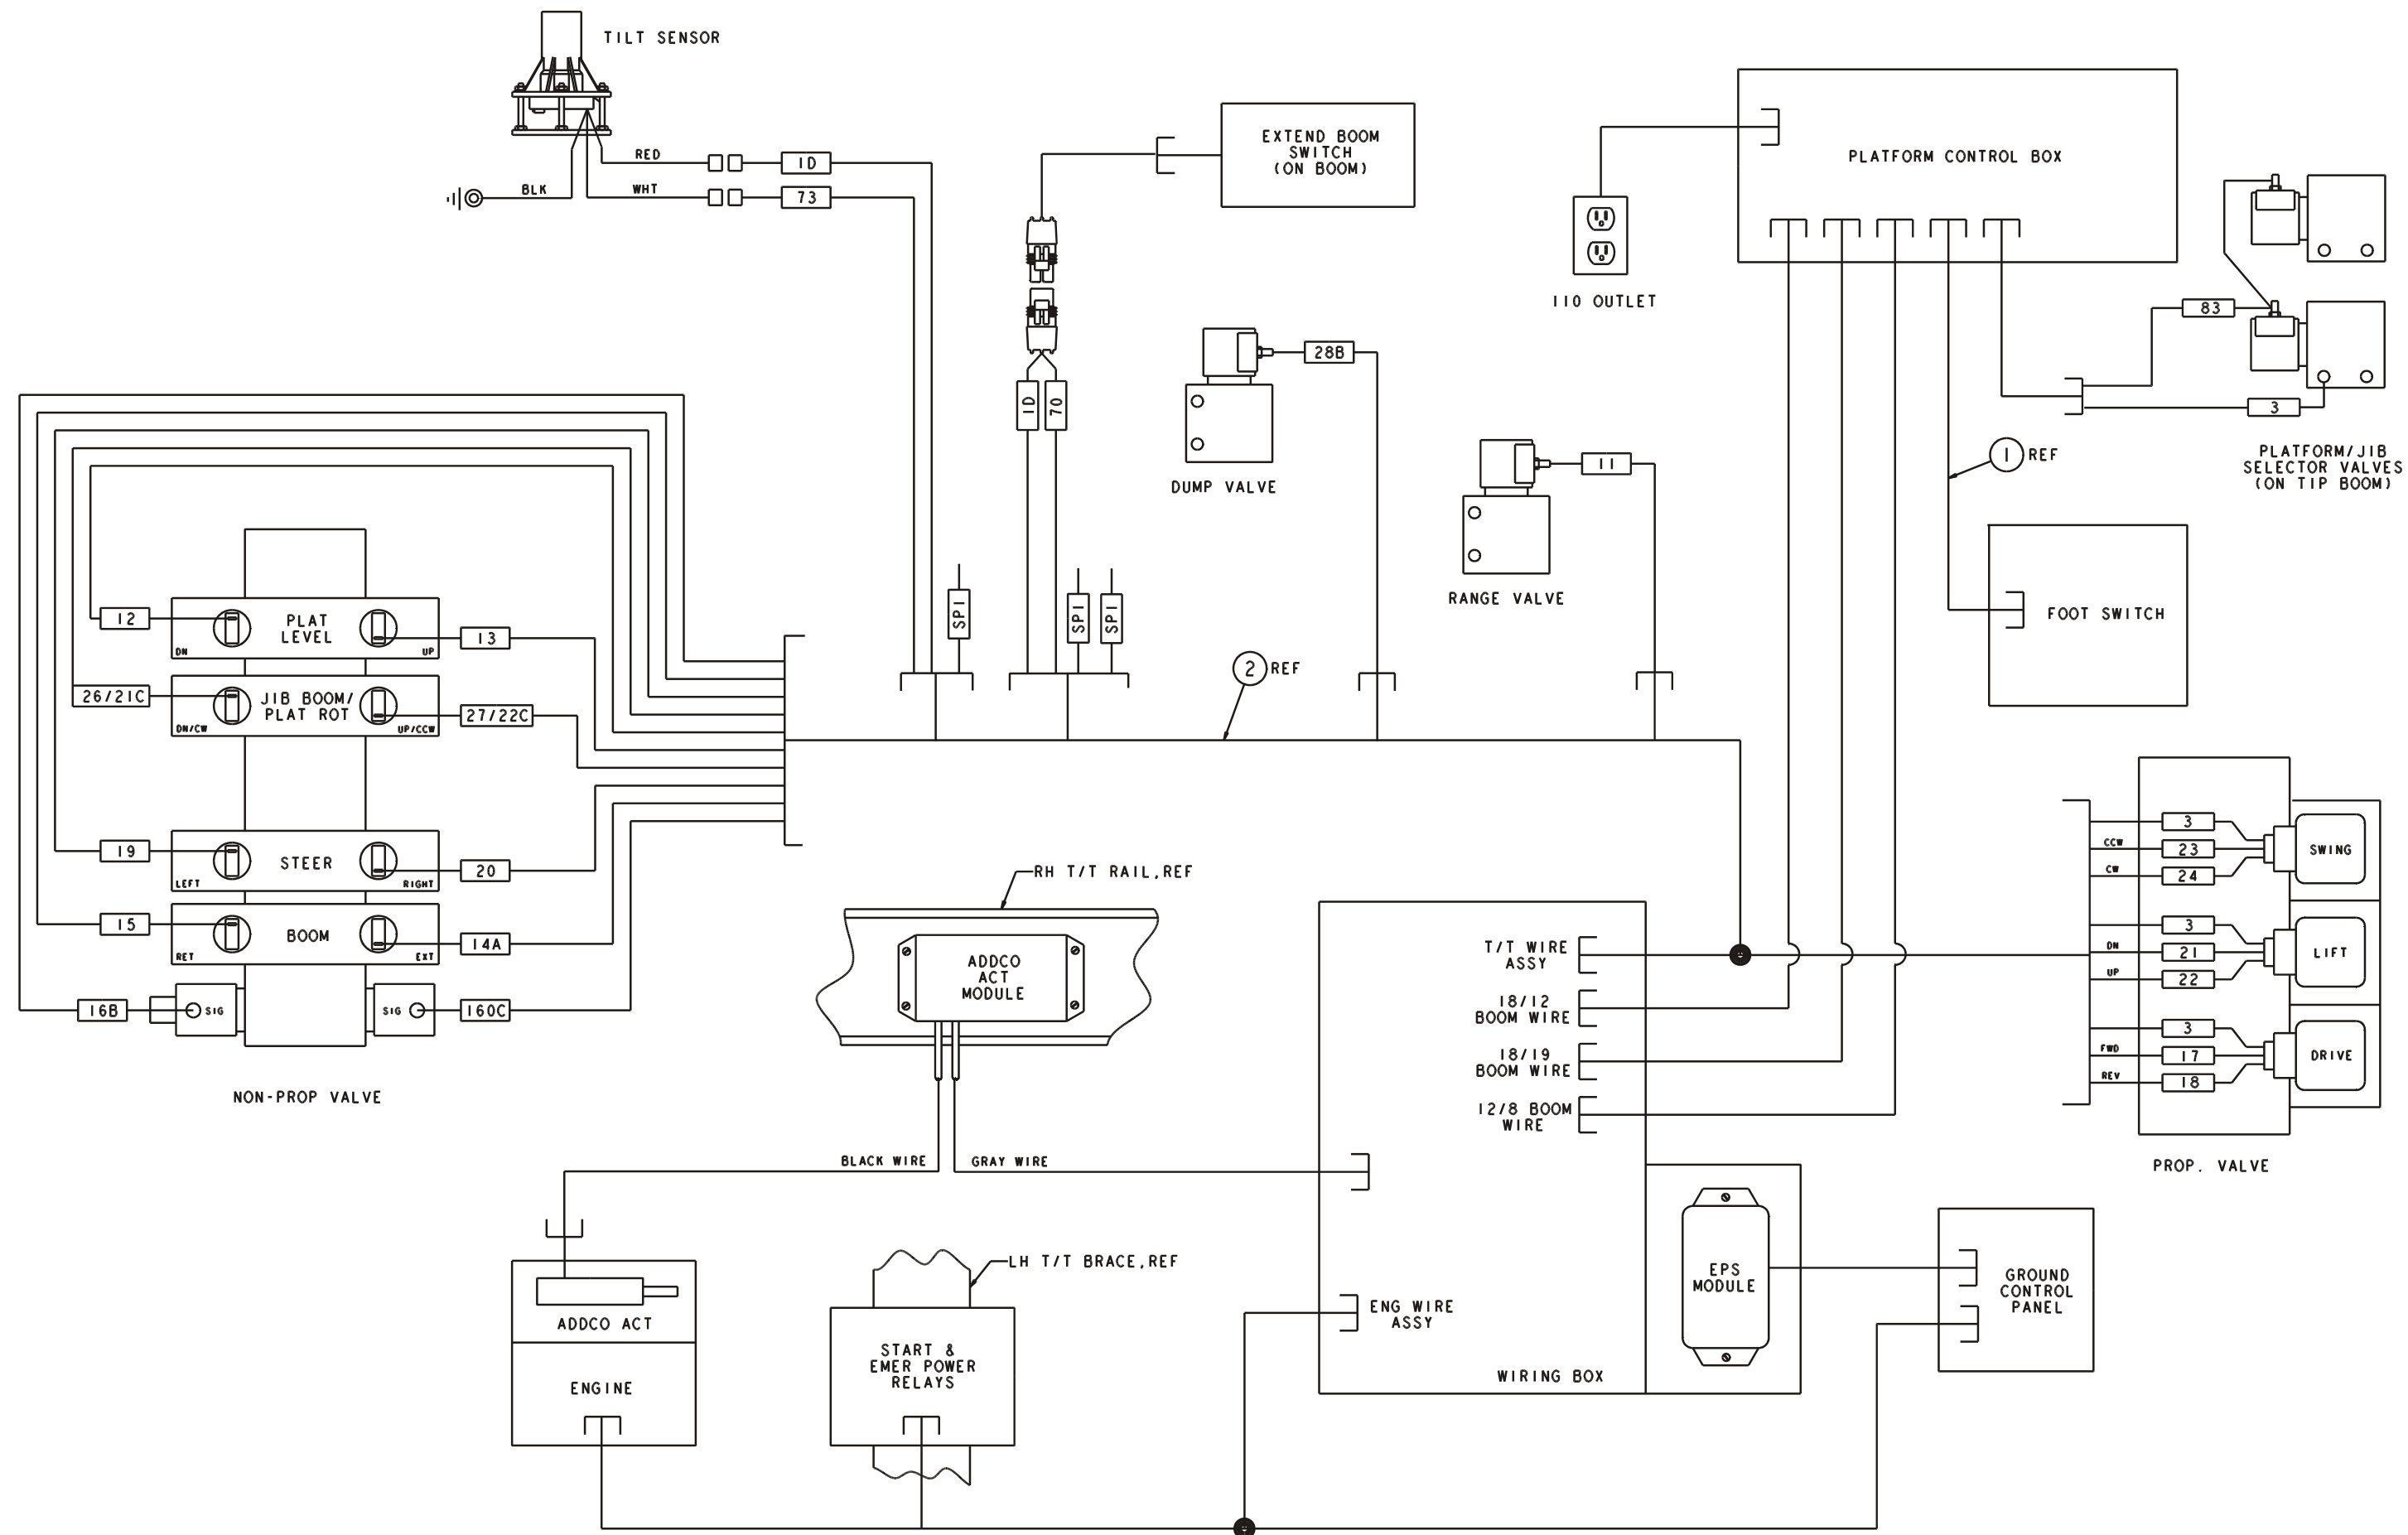 TILT SENSOR
RED
1D
BLK
WHT
73
EXTEND BOOM
SWITCH
(ON BOOM)
PLATFORM CONTROL BOX
110 OUTLET
1D
70
28B
DUMP VALVE
11
RANGE VALVE
83
3
PLATFORM/JIB
SELECTOR VALVES
(ON TIP BOOM)
1 REF
FOOT SWITCH
SP1
SP1
SP1
2 REF
12
PLAT
LEVEL
DN
UP
13
26/21C
JIB BOOM/
PLAT ROT
DN/CW
UP/CCW
27/22C
19
STEER
LEFT
RIGHT
20
15
BOOM
RET
EXT
14A
16B
SIG
SIG
160C
NON-PROP VALVE
RH T/T RAIL,REF
ADDCO
ACT
MODULE
BLACK WIRE
GRAY WIRE
T/T WIRE
ASSY
18/12
BOOM WIRE
18/19
BOOM WIRE
12/8 BOOM
WIRE
3
CCW
23
CW
24
SWING
3
DN
21
UP
22
LIFT
3
FWD
17
REV
18
DRIVE
PROP. VALVE
ADDCO ACT
ENGINE
LH T/T BRACE,REF
START &
EMER POWER
RELAYS
ENG WIRE
ASSY
WIRING BOX
EPS
MODULE
GROUND
CONTROL
PANEL